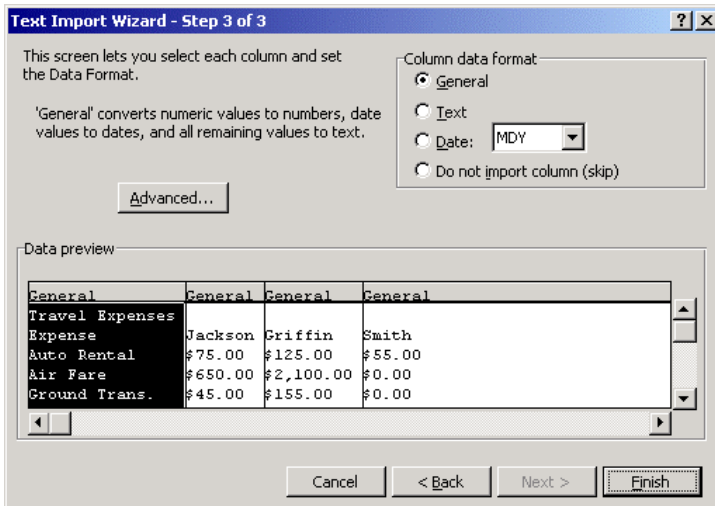 Text Import Wizard - Step 3 of 3
This screen lets you select each column and set
the Data Format.
'General' converts numeric values to numbers, date
values to dates, and all remaining values to text.
Advanced...
Column data format
General
Text
Date: MDY
Do not import column (skip)
Data preview
General General General General
Travel Expenses
Expense Jackson Griffin Smith
Auto Rental $75.00 $125.00 $55.00
Air Fare $650.00 $2,100.00 $0.00
Ground Trans. $45.00 $155.00 $0.00
Cancel < Back Next > Finish